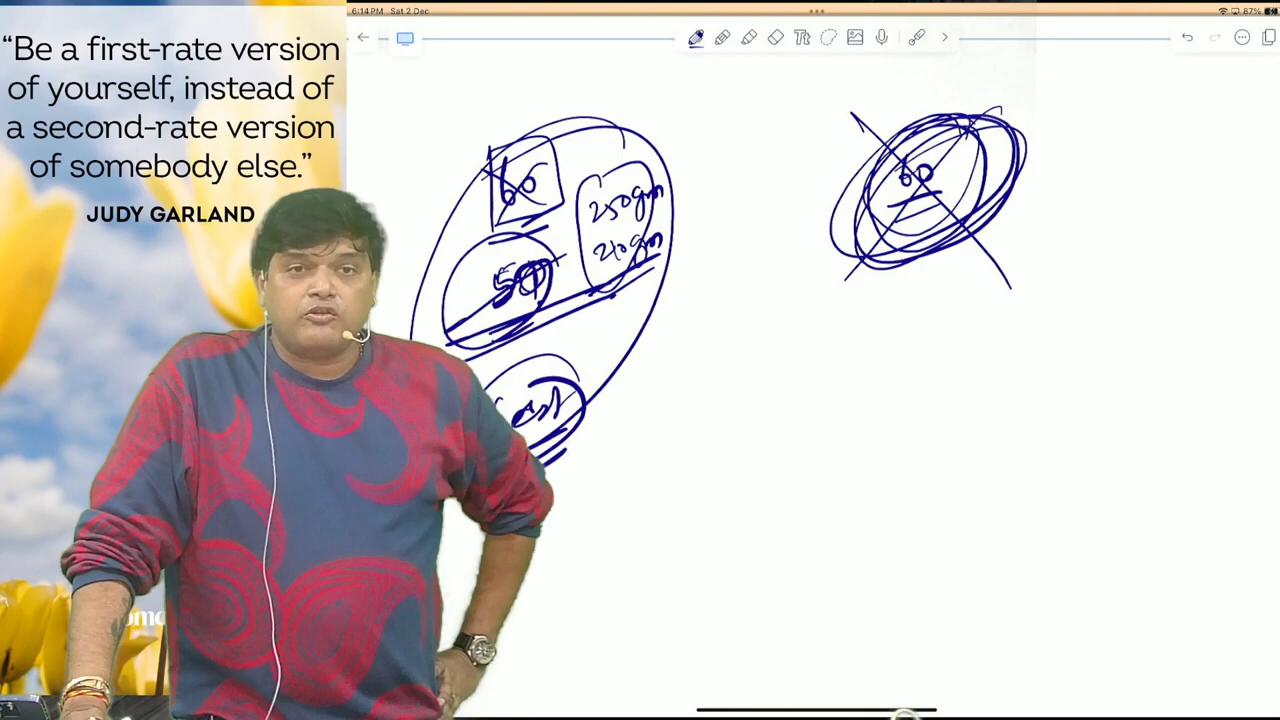 “Be a first-rate version
of yourself, instead of
a second-rate version
of somebody else.”
JUDY GARLAND
6:14 PM Sat 2 Dec
87%
60
250gm
210gm
50
60